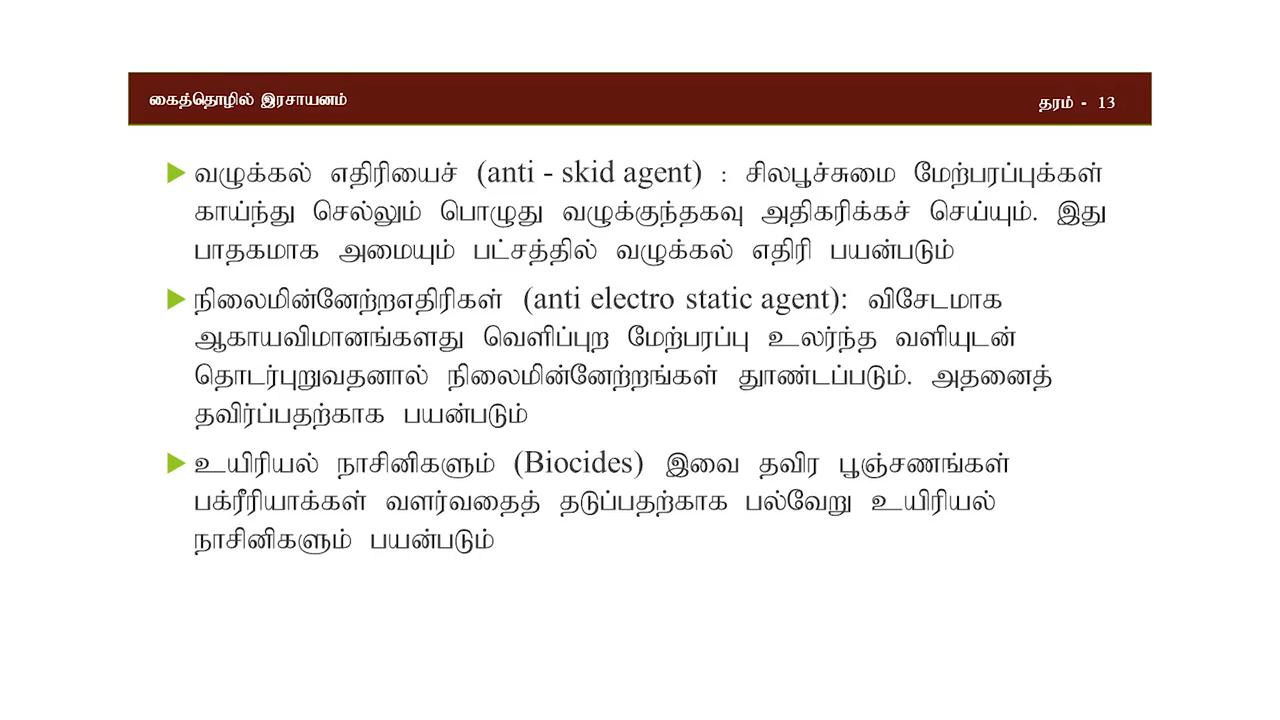 கைத்தொழில் இரசாயனம்
தரம் - 13
வழுக்கல் எதிரியைச் (anti - skid agent) : சிலபூச்சுமை மேற்பரப்புக்கள்
காய்ந்து செல்லும் பொழுது வழுக்குந்தகவு அதிகரிக்கச் செய்யும். இது
பாதகமாக அமையும் பட்சத்தில் வழுக்கல் எதிரி பயன்படும்
நிலைமின்னேற்றஎதிரிகள் (anti electro static agent): விசேடமாக
ஆகாயவிமானங்களது வெளிப்புற மேற்பரப்பு உலர்ந்த வளியுடன்
தொடர்புறுவதனால் நிலைமின்னேற்றங்கள் தூண்டப்படும். அதனைத்
தவிர்ப்பதற்காக பயன்படும்
உயிரியல் நாசினிகளும் (Biocides) இவை தவிர பூஞ்சணங்கள்
பக்ரீரியாக்கள் வளர்வதைத் தடுப்பதற்காக பல்வேறு உயிரியல்
நாசினிகளும் பயன்படும்